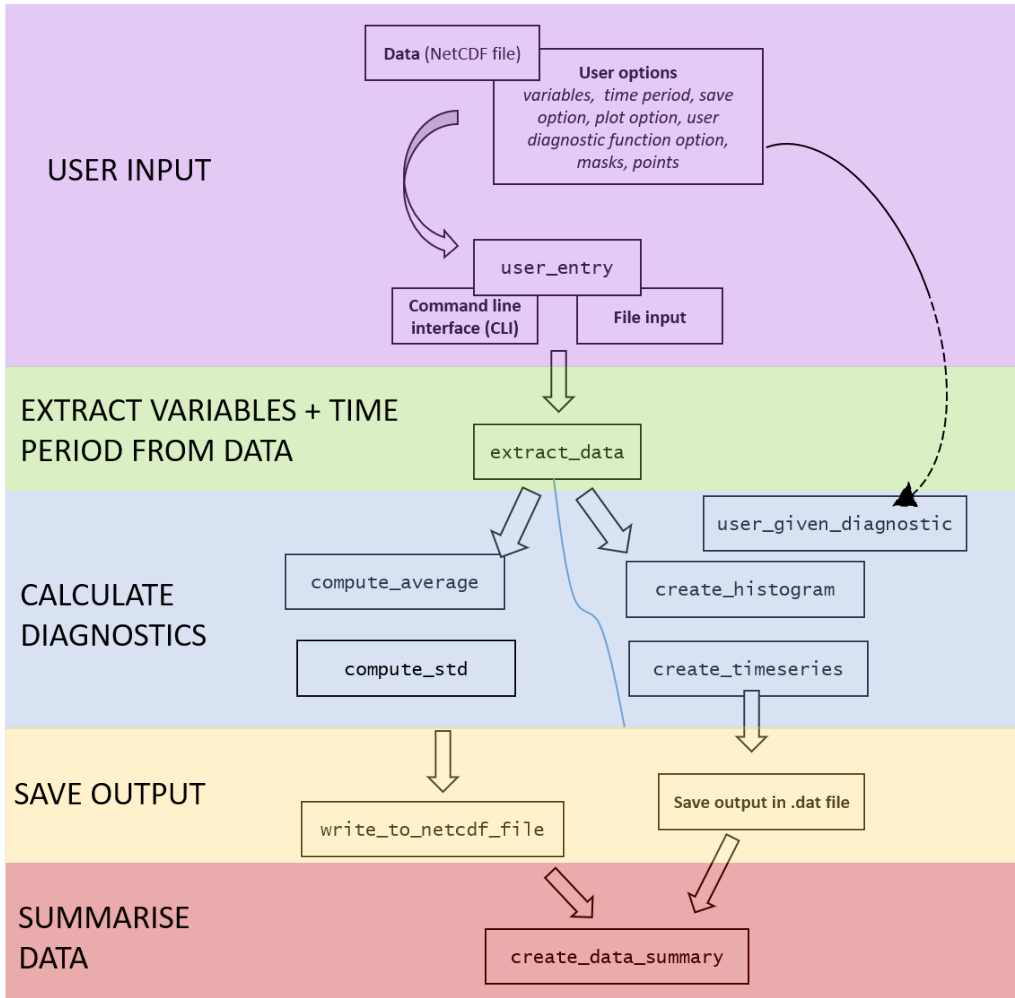 Data (NetCDF file)
User options
variables, time period, save
option, plot option, user
diagnostic function option,
masks, points
USER INPUT
user_entry
Command line
interface (CLI)
File input
EXTRACT VARIABLES + TIME
PERIOD FROM DATA
extract_data
user_given_diagnostic
compute_average
create_histogram
CALCULATE
DIAGNOSTICS
compute_std
create_timeseries
SAVE OUTPUT
Save output in .dat file
write_to_netcdf_file
SUMMARISE
DATA
create_data_summary